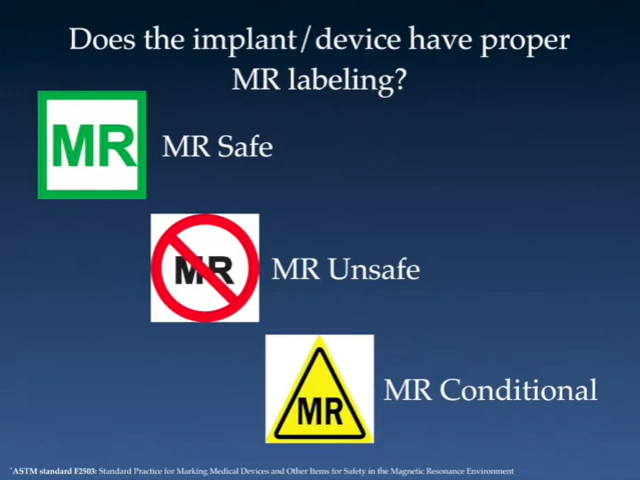 Does the implant/device have proper
MR labeling?
MR
MR Safe
MR
MR Unsafe
MR
MR Conditional
*ASTM standard F2503: Standard Practice for Marking Medical Devices and Other Items for Safety in the Magnetic Resonance Environment